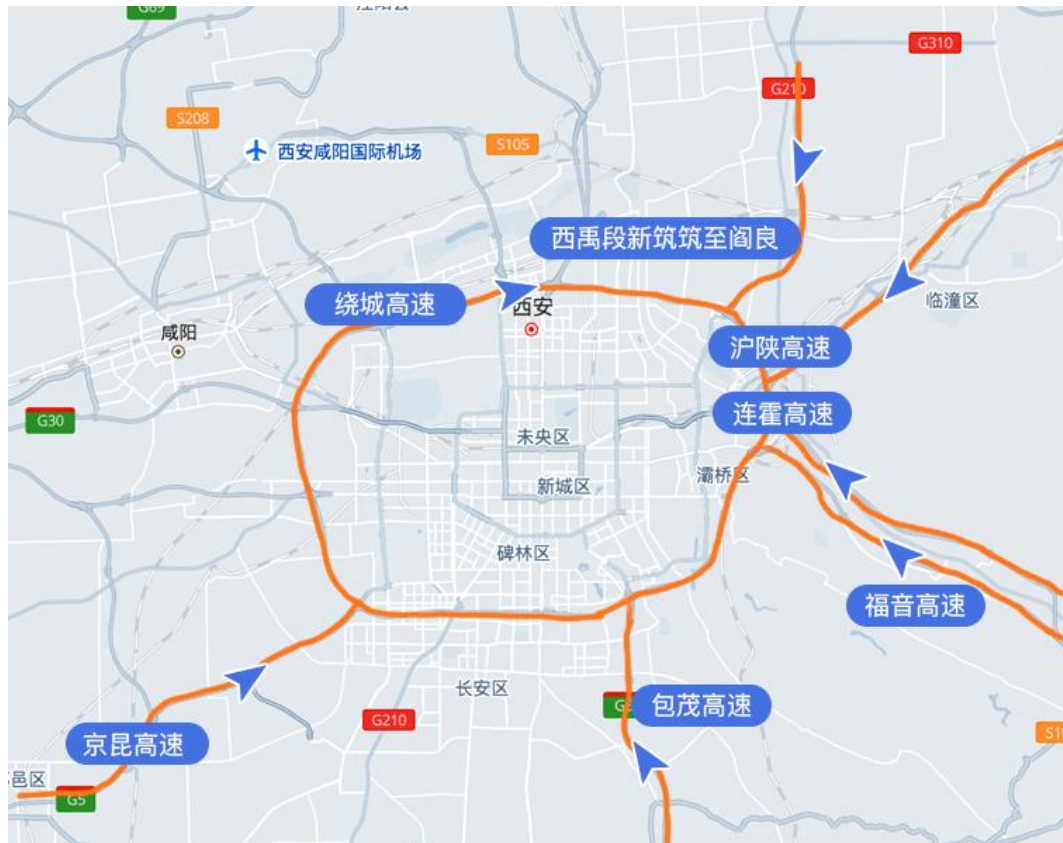 G310
G210
S208
西安咸阳国际机场
S105
西禹段新筑筑至阎良
绕城高速
西安
临潼区
咸阳
沪陕高速
连霍高速
G30
未央区
灞桥区
新城区
碑林区
福音高速
长安区
包茂高速
G210
京昆高速
邑区
G5